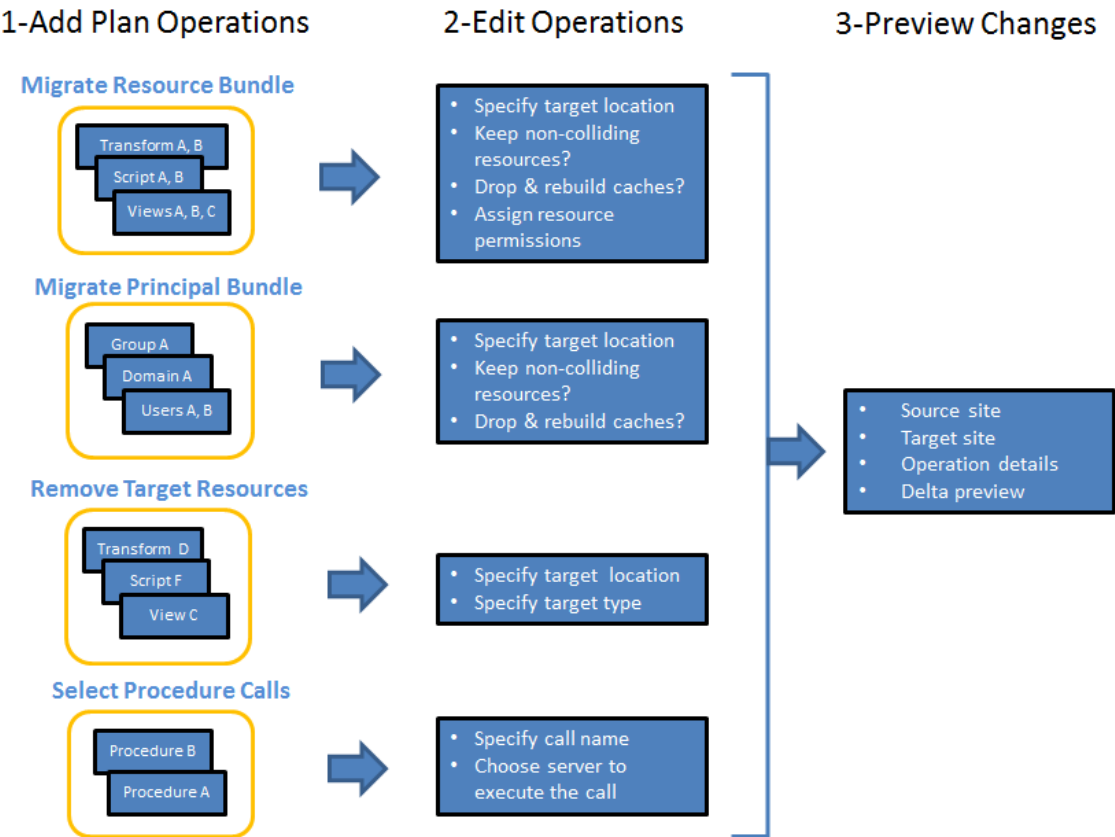 1-Add Plan Operations
2-Edit Operations
3-Preview Changes
Migrate Resource Bundle
Transform A, B
Script A, B
Views A, B, C
• Specify target location
• Keep non-colliding
resources?
• Drop & rebuild caches?
• Assign resource
permissions
Migrate Principal Bundle
Group A
Domain A
Users A, B
• Specify target location
• Keep non-colliding
resources?
• Drop & rebuild caches?
Remove Target Resources
Transform D
Script F
View C
• Specify target location
• Specify target type
Select Procedure Calls
Procedure B
Procedure A
• Specify call name
• Choose server to
execute the call
• Source site
• Target site
• Operation details
• Delta preview